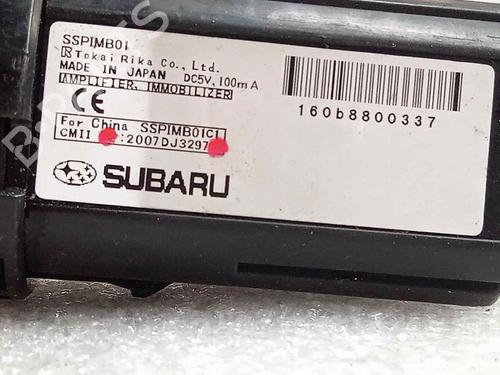 SSPIMB01
Tokai Rika Co., Ltd.
MADE IN JAPAN DC5V, 100mA
AMPLIFIER, IMMOBILIZER
CE
For China SSPIMB01C1
CMII :2007DJ3297
SUBARU
160b8800337